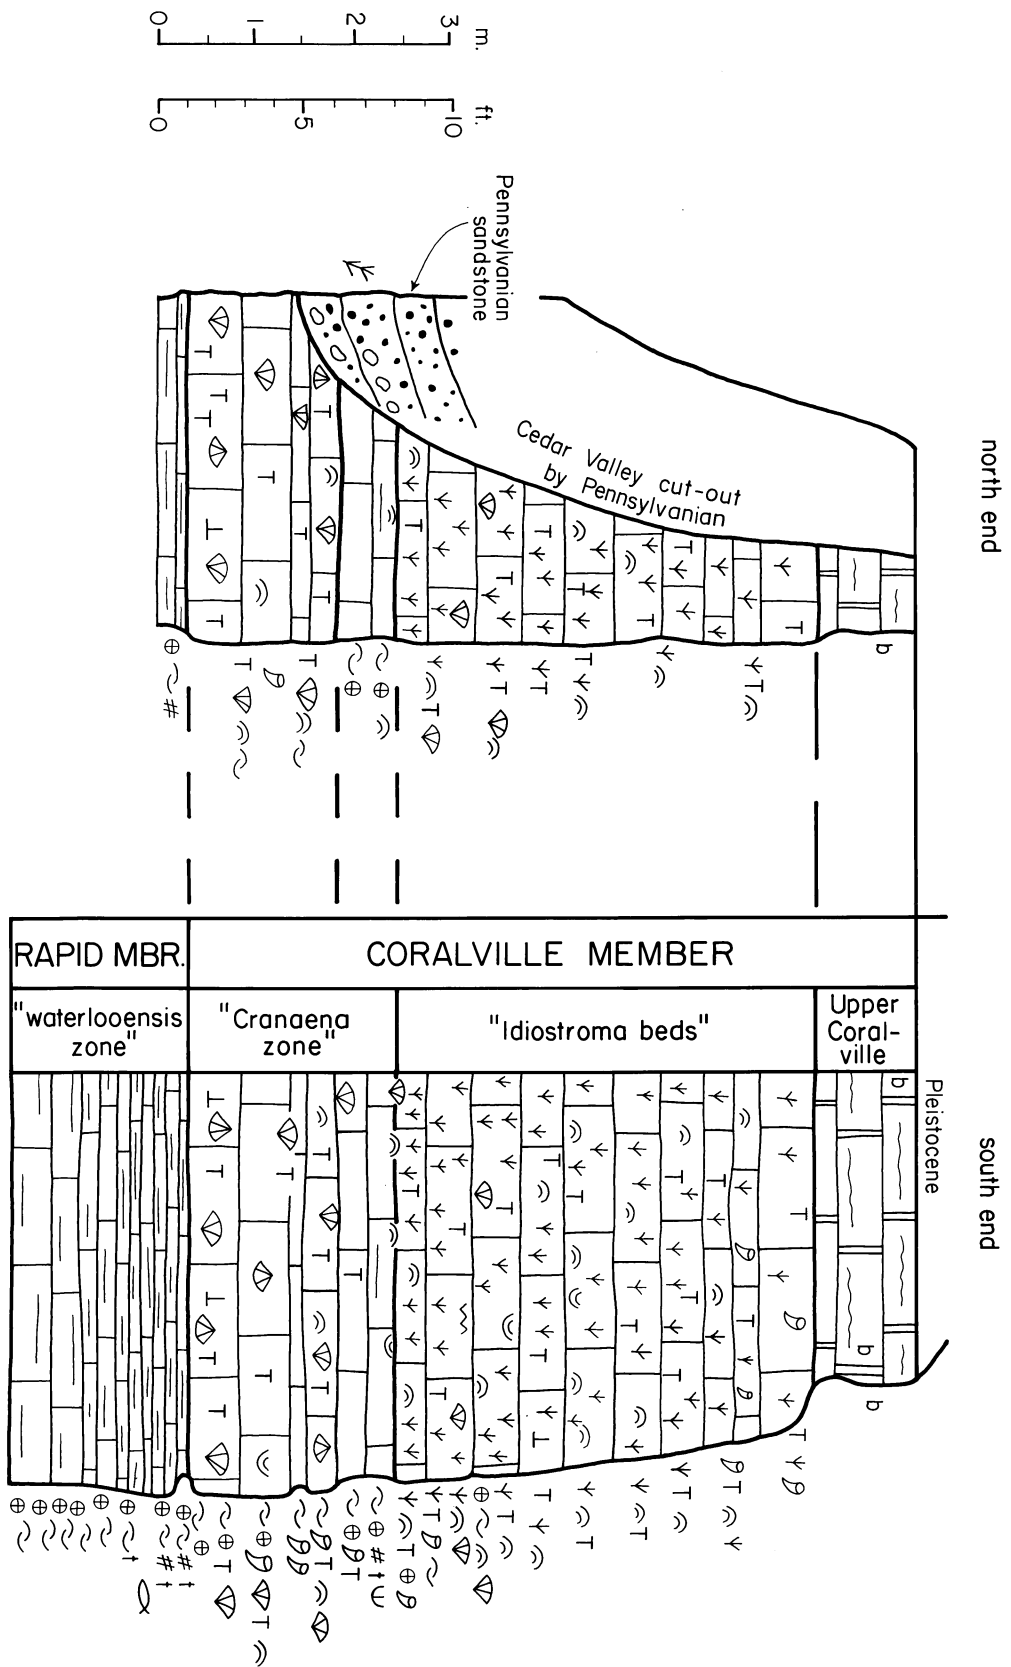 north end
south end
Pleistocene
b
b
b
b
Upper
Coral-
ville
"Idiostroma beds"
"Cranaena
zone"
"waterlooensis
zone"
CORALVILLE MEMBER
RAPID MBR.
Cedar Valley cut-out
by Pennsylvanian
Pennsylvanian
sandstone
0 1 2 3 m.
0 5 10 ft.